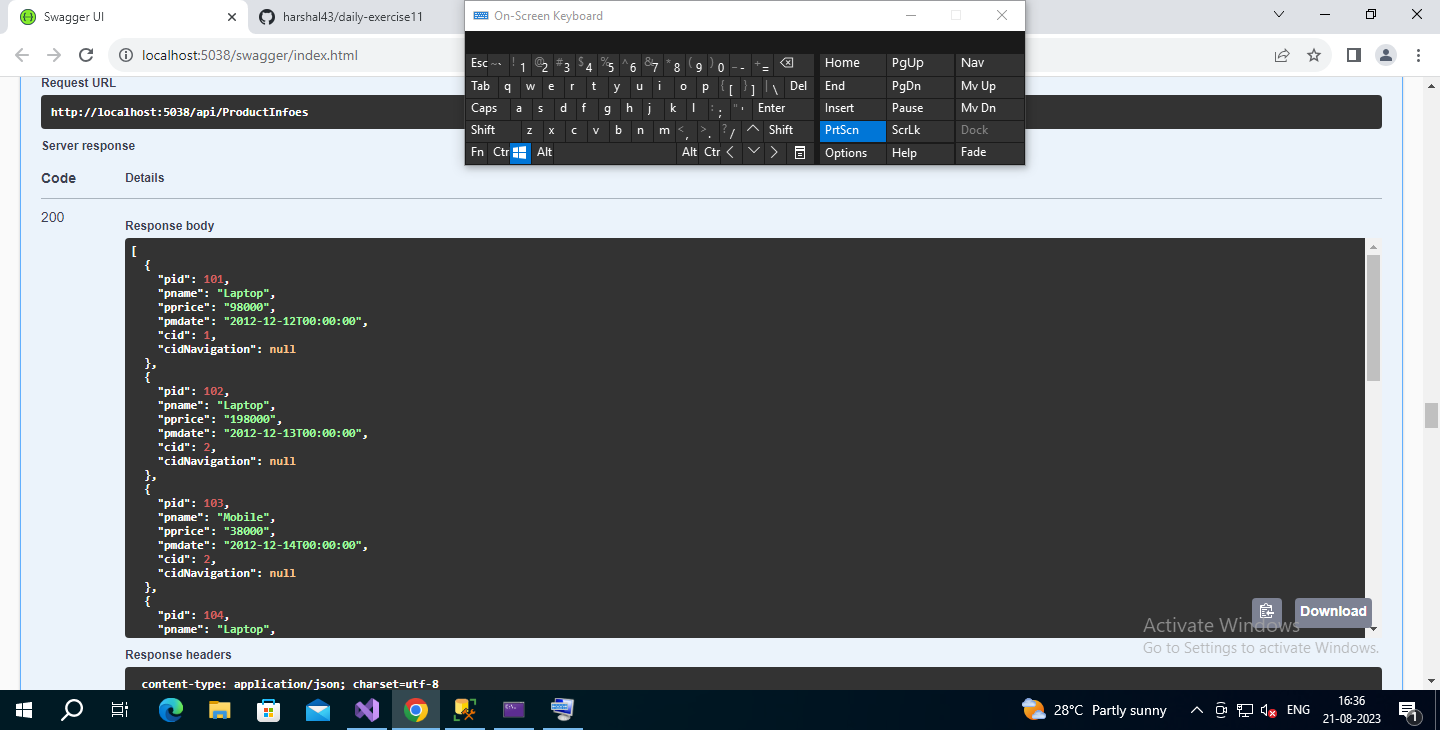 Swagger UI
harshal43/daily-exercise11
On-Screen Keyboard
localhost:5038/swagger/index.html
Esc ~ ` ! 1 @ 2 # 3 $ 4 % 5 ^ 6 & 7 * 8 ( 9 ) 0 _ - + = Home PgUp Nav
Tab q w e r t y u i o p { [ } ] | \ Del End PgDn Mv Up
Caps a s d f g h j k l : ; " ' Enter Insert Pause Mv Dn
Shift z x c v b n m < , > . ? / Shift PrtScn ScrLk Dock
Fn Ctr Alt Alt Ctr Options Help Fade
Request URL
http://localhost:5038/api/ProductInfoes
Server response
Code Details
200
Response body
[
{
"pid": 101,
"pname": "Laptop",
"pprice": "98000",
"pmdate": "2012-12-12T00:00:00",
"cid": 1,
"cidNavigation": null
},
{
"pid": 102,
"pname": "Laptop",
"pprice": "198000",
"pmdate": "2012-12-13T00:00:00",
"cid": 2,
"cidNavigation": null
},
{
"pid": 103,
"pname": "Mobile",
"pprice": "38000",
"pmdate": "2012-12-14T00:00:00",
"cid": 2,
"cidNavigation": null
},
{
"pid": 104,
"pname": "Laptop",
Download
Activate Windows
Go to Settings to activate Windows.
Response headers
content-type: application/json; charset=utf-8
28°C Partly sunny
ENG
16:36
21-08-2023
1